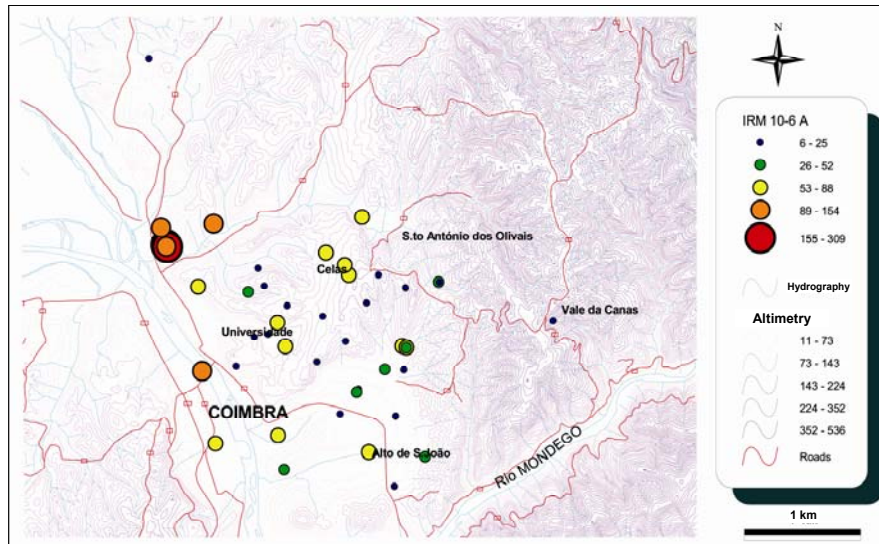 N
IRM 10-6 A
6 - 25
26 - 52
53 - 88
89 - 154
155 - 309
Hydrography
Altimetry
11 - 73
73 - 143
143 - 224
224 - 352
352 - 536
Roads
1 km
S.to António dos Olivais
Celas
Vale da Canas
Universidade
COIMBRA
Alto de S.João
RIo MONDEGO